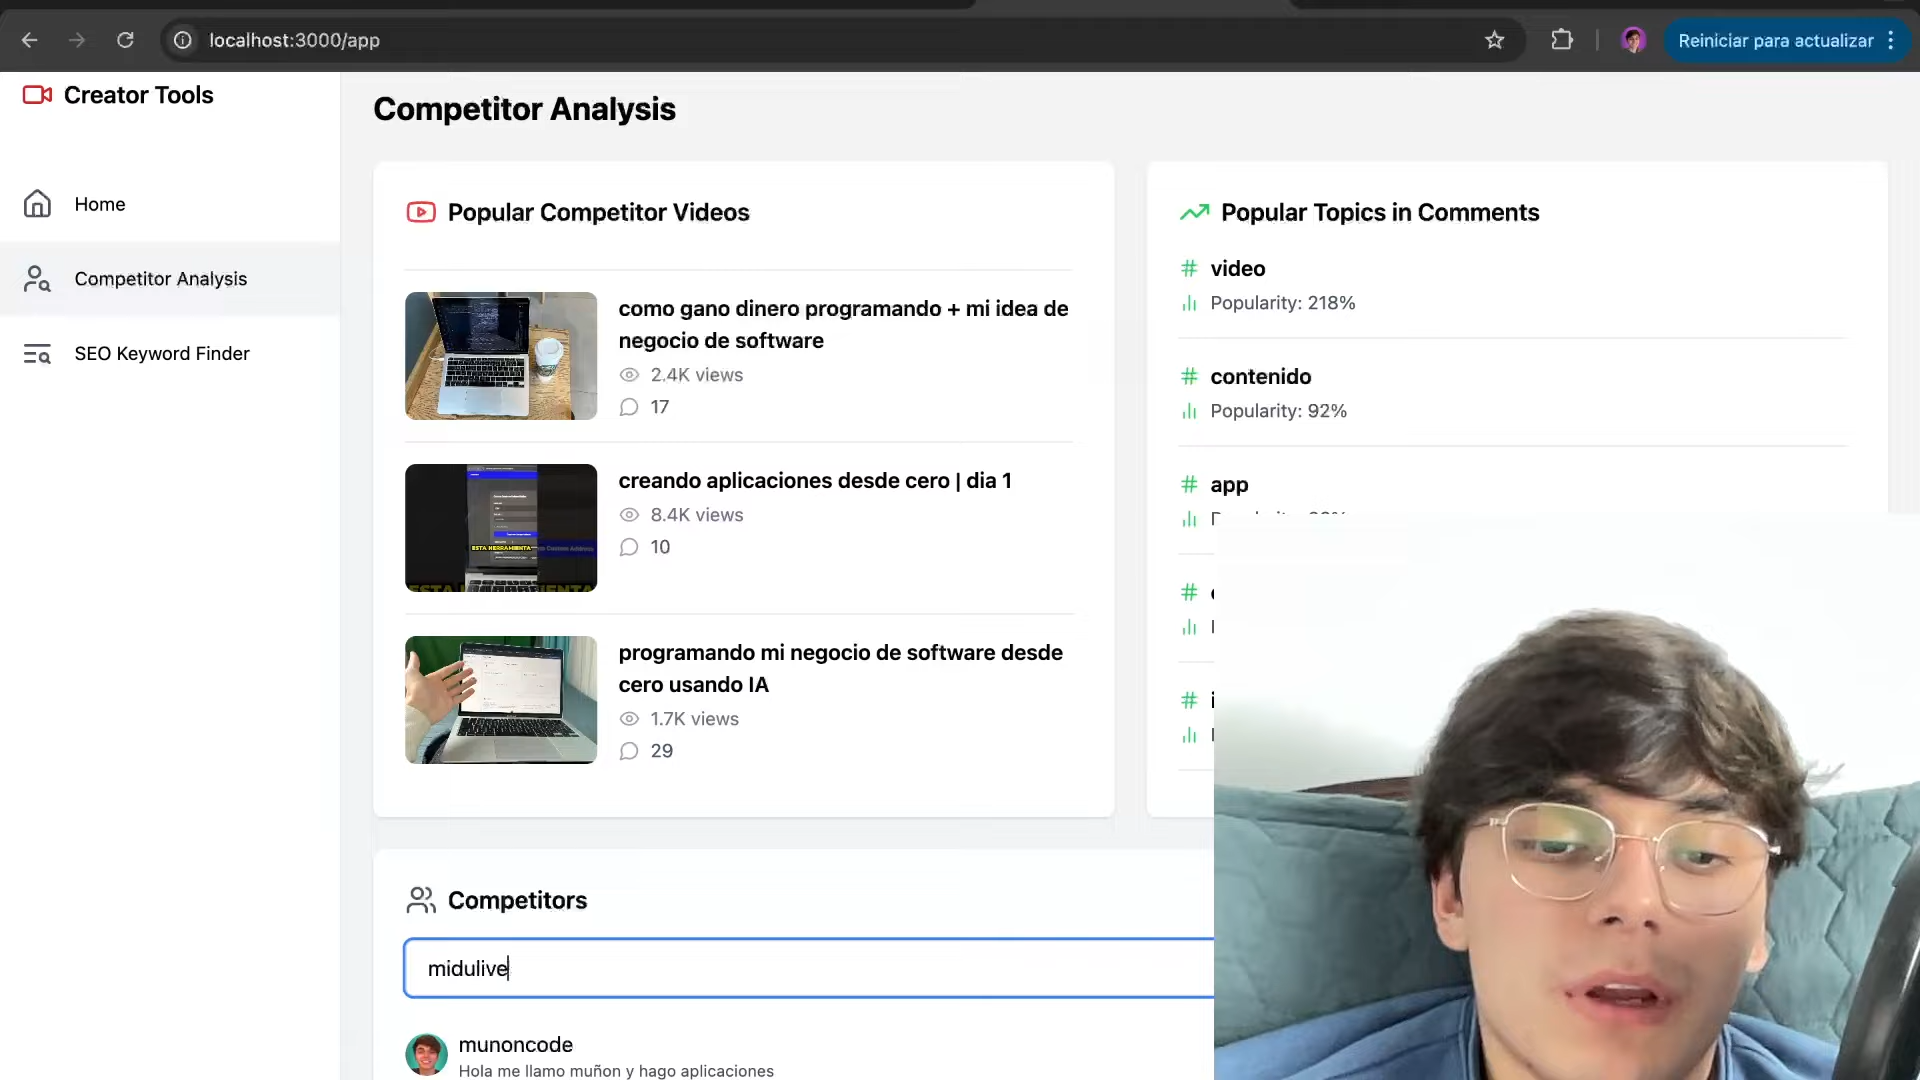 localhost:3000/app
Reiniciar para actualizar
Creator Tools
Home
Competitor Analysis
SEO Keyword Finder
Competitor Analysis
Popular Competitor Videos
como gano dinero programando + mi idea de
negocio de software
2.4K views
17
creando aplicaciones desde cero | dia 1
8.4K views
10
ESTA HERRAMIENTA
programando mi negocio de software desde
cero usando IA
1.7K views
29
Popular Topics in Comments
# video
Popularity: 218%
# contenido
Popularity: 92%
# app
#
#
Competitors
midulive
munoncode
Hola me llamo muñon y hago aplicaciones